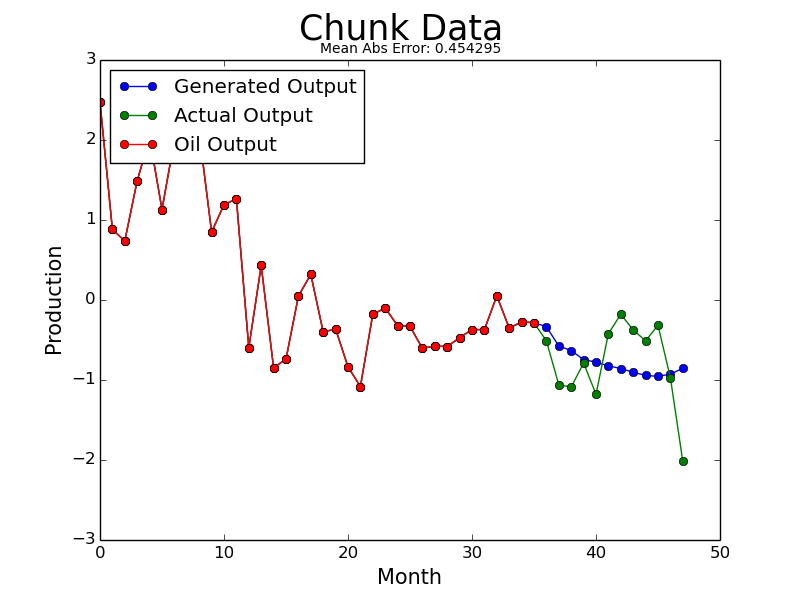 Chunk Data
Mean Abs Error: 0.454295
Generated Output
Actual Output
Oil Output
3
2
1
0
−1
−2
−3
Production
0 10 20 30 40 50
Month